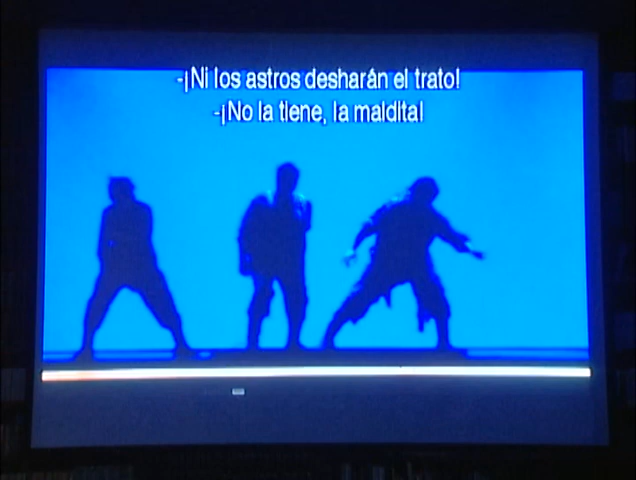 -¡Ni los astros desharán el trato!
-¡No la tiene, la maldita!